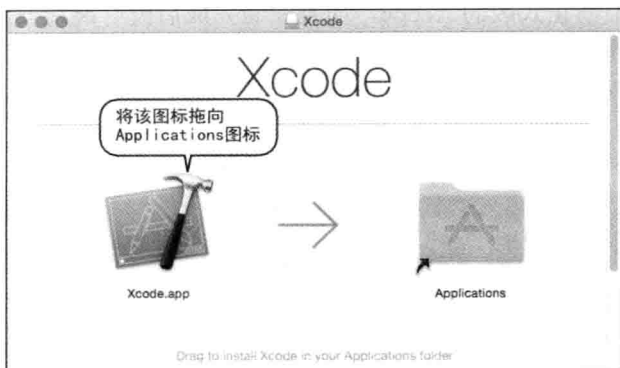 Xcode
Xcode
将该图标拖向
Applications图标
Xcode.app
Applications
Drag to install Xcode in your Applications folder